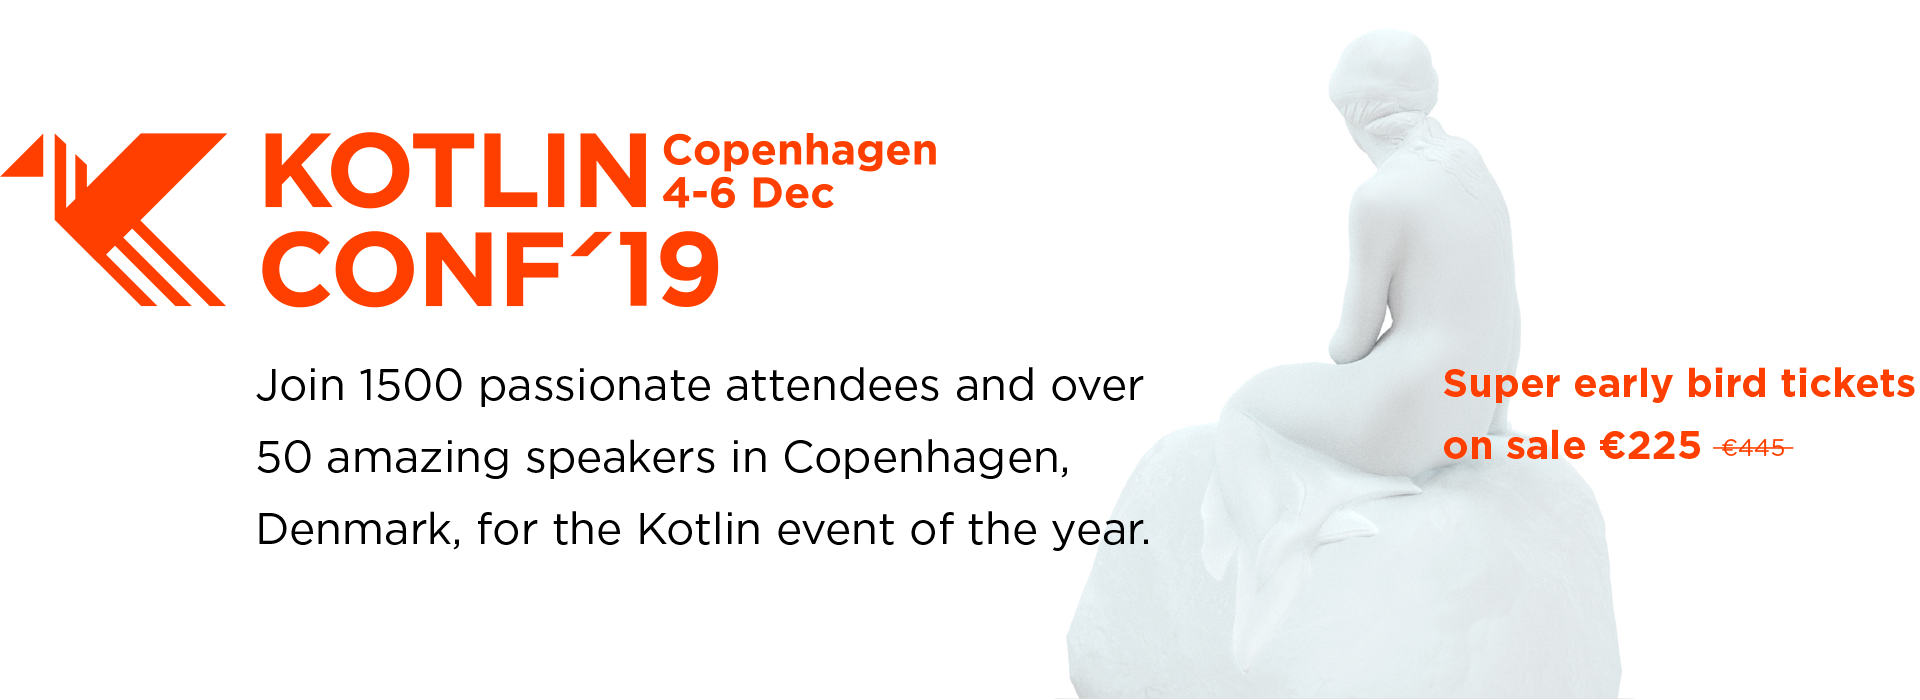 KOTLIN
CONF´19
Copenhagen
4-6 Dec
Join 1500 passionate attendees and over
50 amazing speakers in Copenhagen,
Denmark, for the Kotlin event of the year.
Super early bird tickets
on sale €225 €445